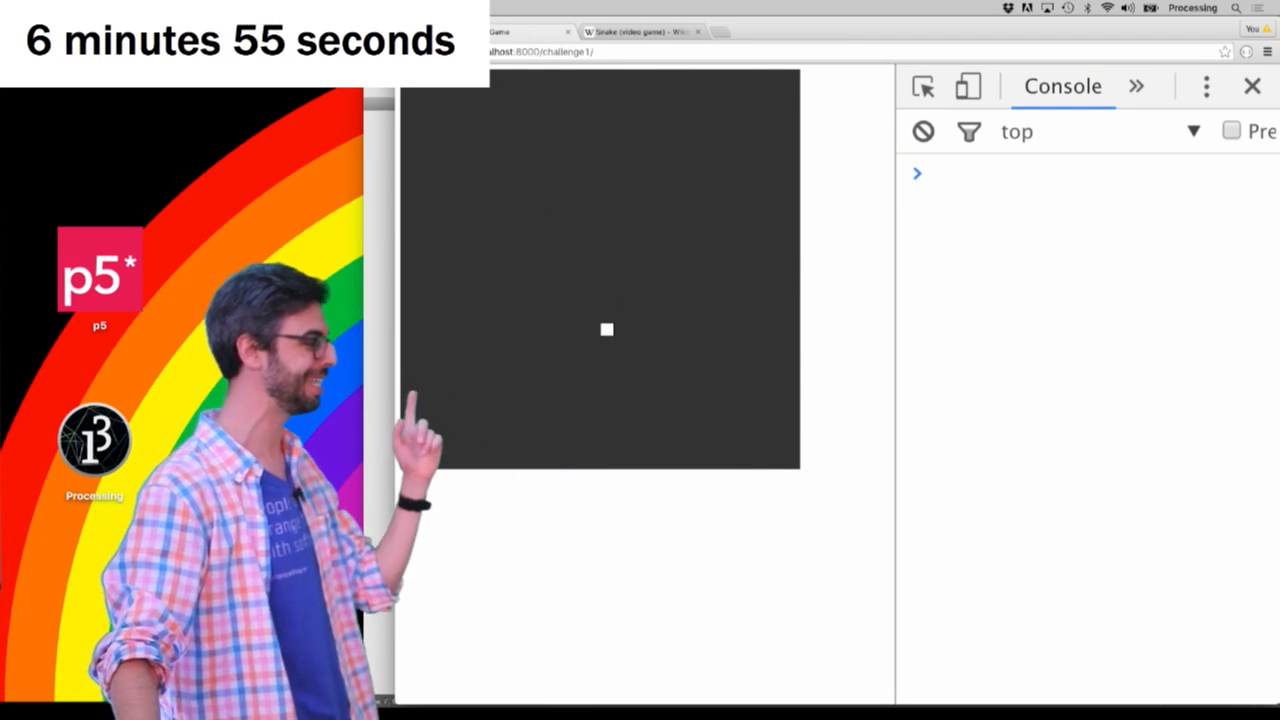 6 minutes 55 seconds
Processing
Game
Snake (video game) - Wiki
You
alhost:8000/challenge1/
Console
top
Pre
p5*
p5
Processing